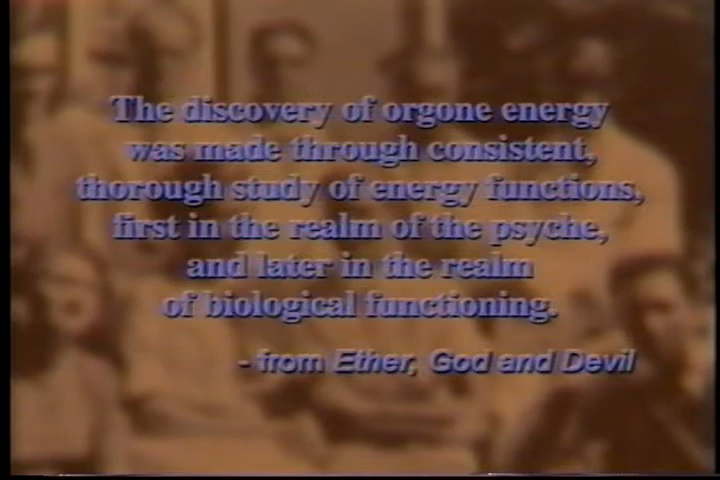 The discovery of orgone energy
was made through consistent,
thorough study of energy functions,
first in the realm of the psyche,
and later in the realm
of biological functioning.
- from Ether, God and Devil